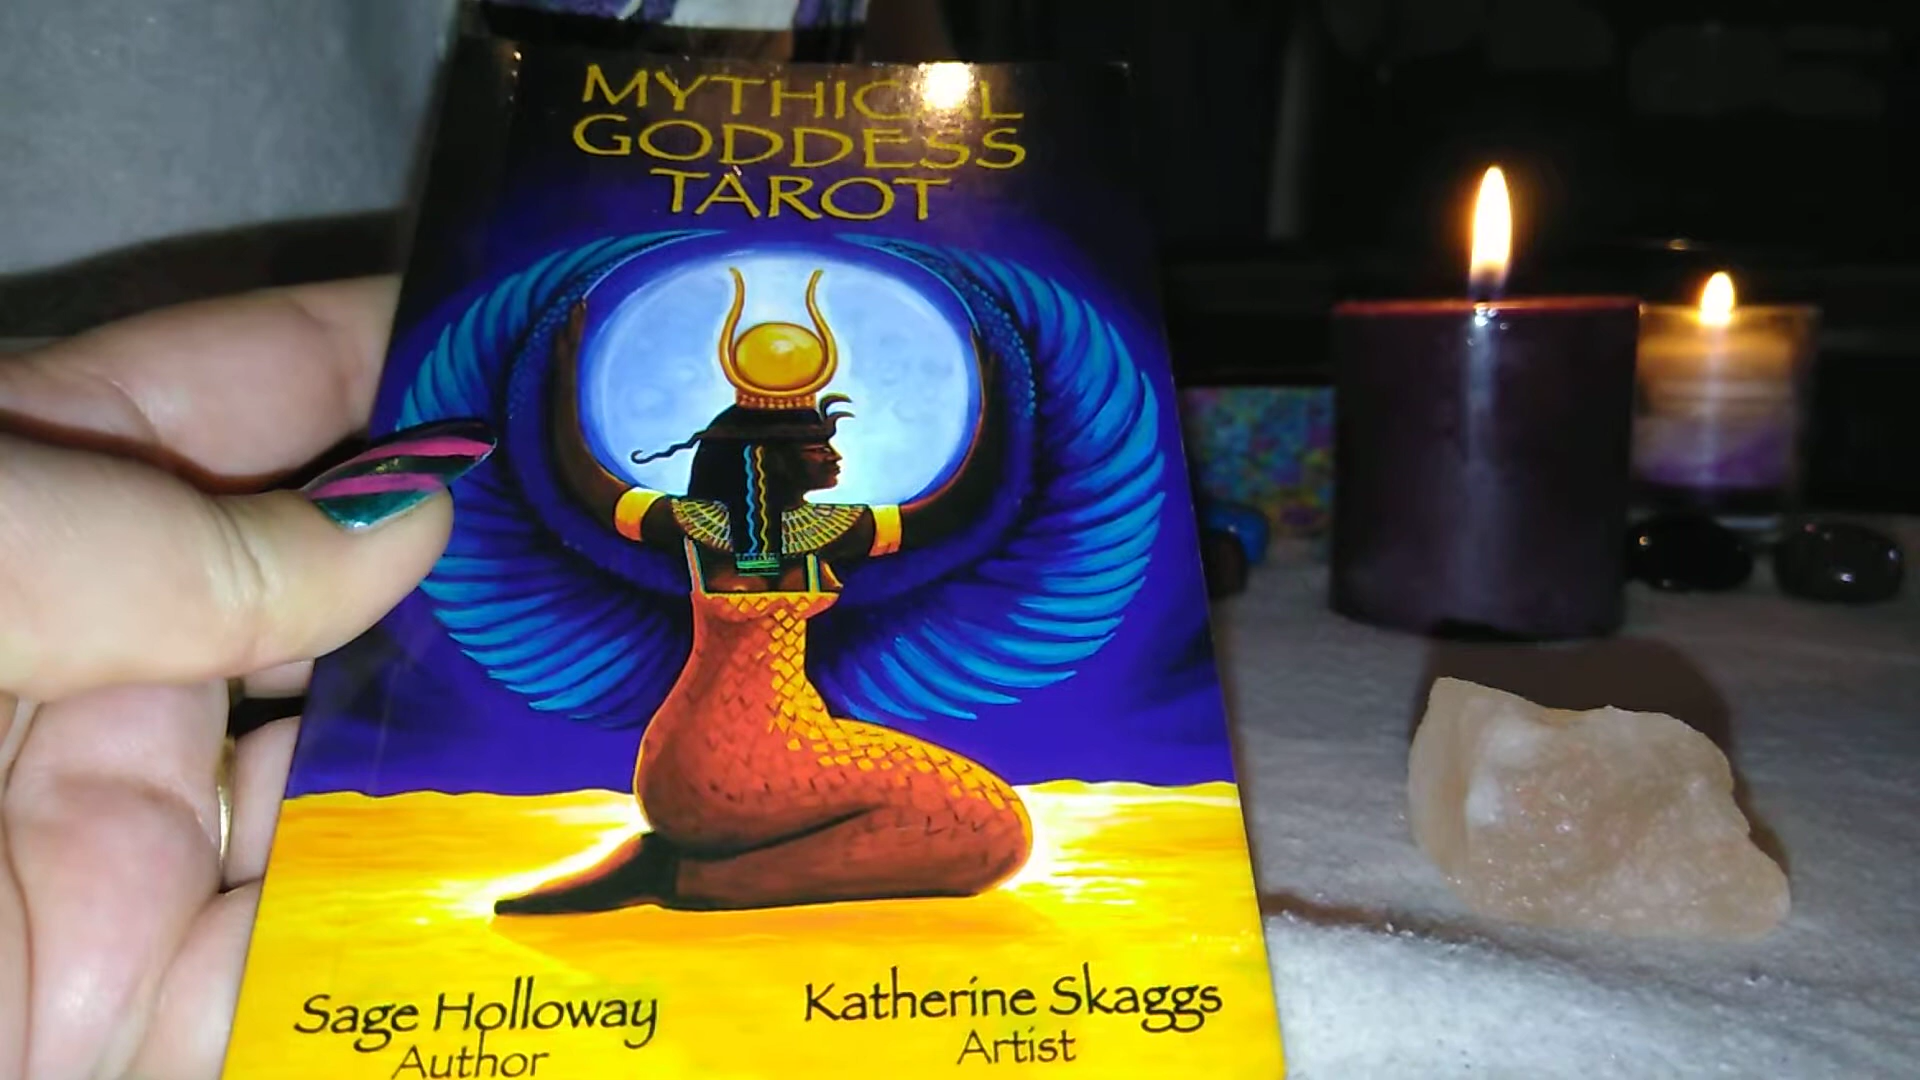 MYTHICAL
GODDESS
TAROT
Sage Holloway
Author
Katherine Skaggs
Artist